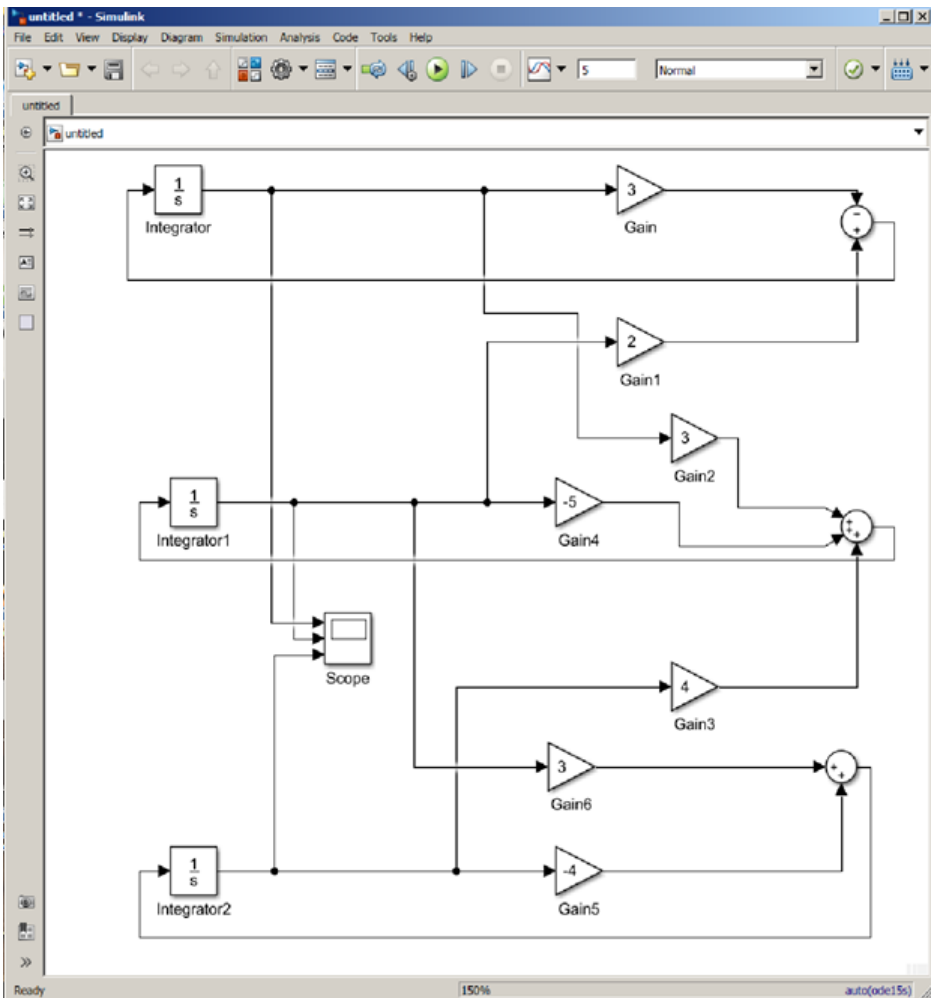 untitled * - Simulink
File Edit View Display Diagram Simulation Analysis Code Tools Help
5 Normal
untitled
untitled
1
s
Integrator
3
Gain
-
+
2
Gain1
3
Gain2
1
s
Integrator1
-5
Gain4
+
+
+
Scope
4
Gain3
3
Gain6
+
+
1
s
Integrator2
-4
Gain5
Ready 150% auto(ode15s)